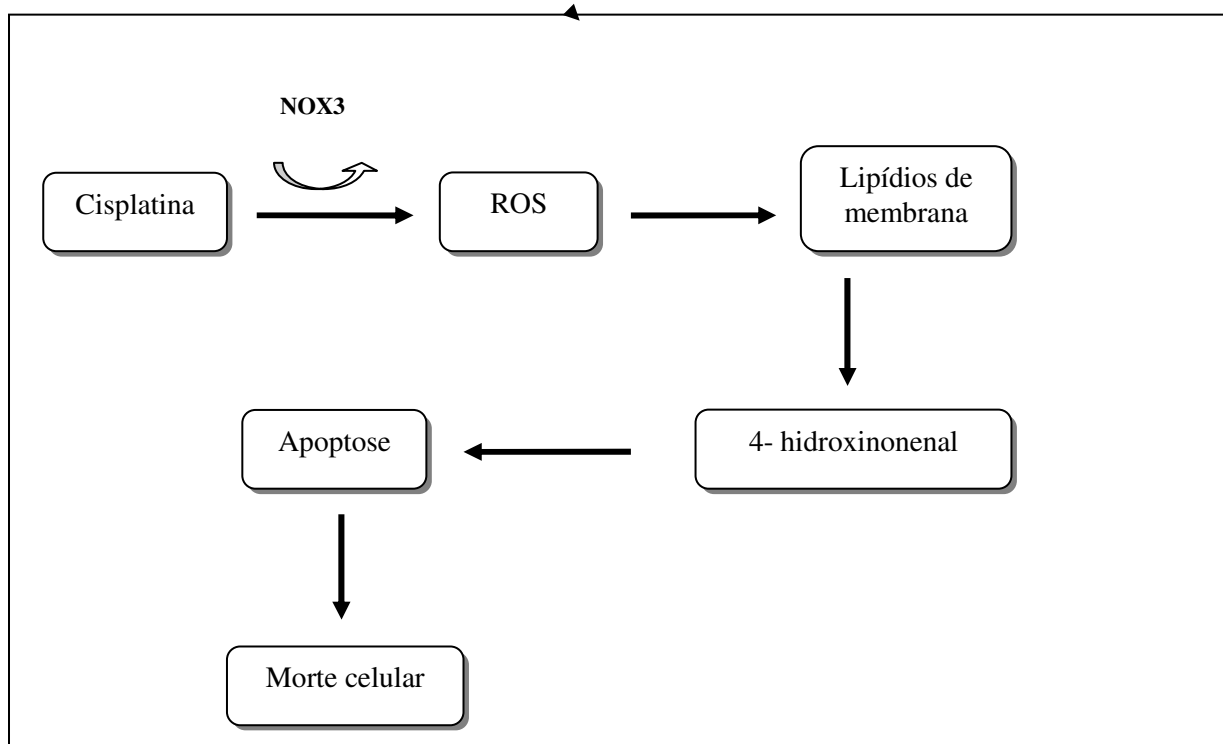 NOX3
Cisplatina
ROS
Lipídios de
membrana
Apoptose
4- hidroxinonenal
Morte celular